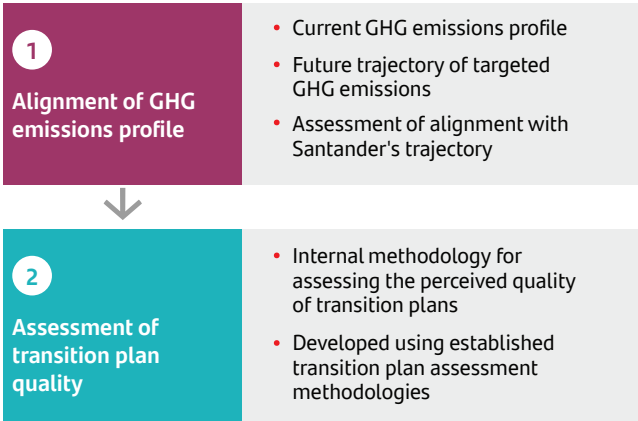 1
Alignment of GHG
emissions profile
• Current GHG emissions profile
• Future trajectory of targeted
GHG emissions
• Assessment of alignment with
Santander's trajectory
2
Assessment of
transition plan
quality
• Internal methodology for
assessing the perceived quality
of transition plans
• Developed using established
transition plan assessment
methodologies